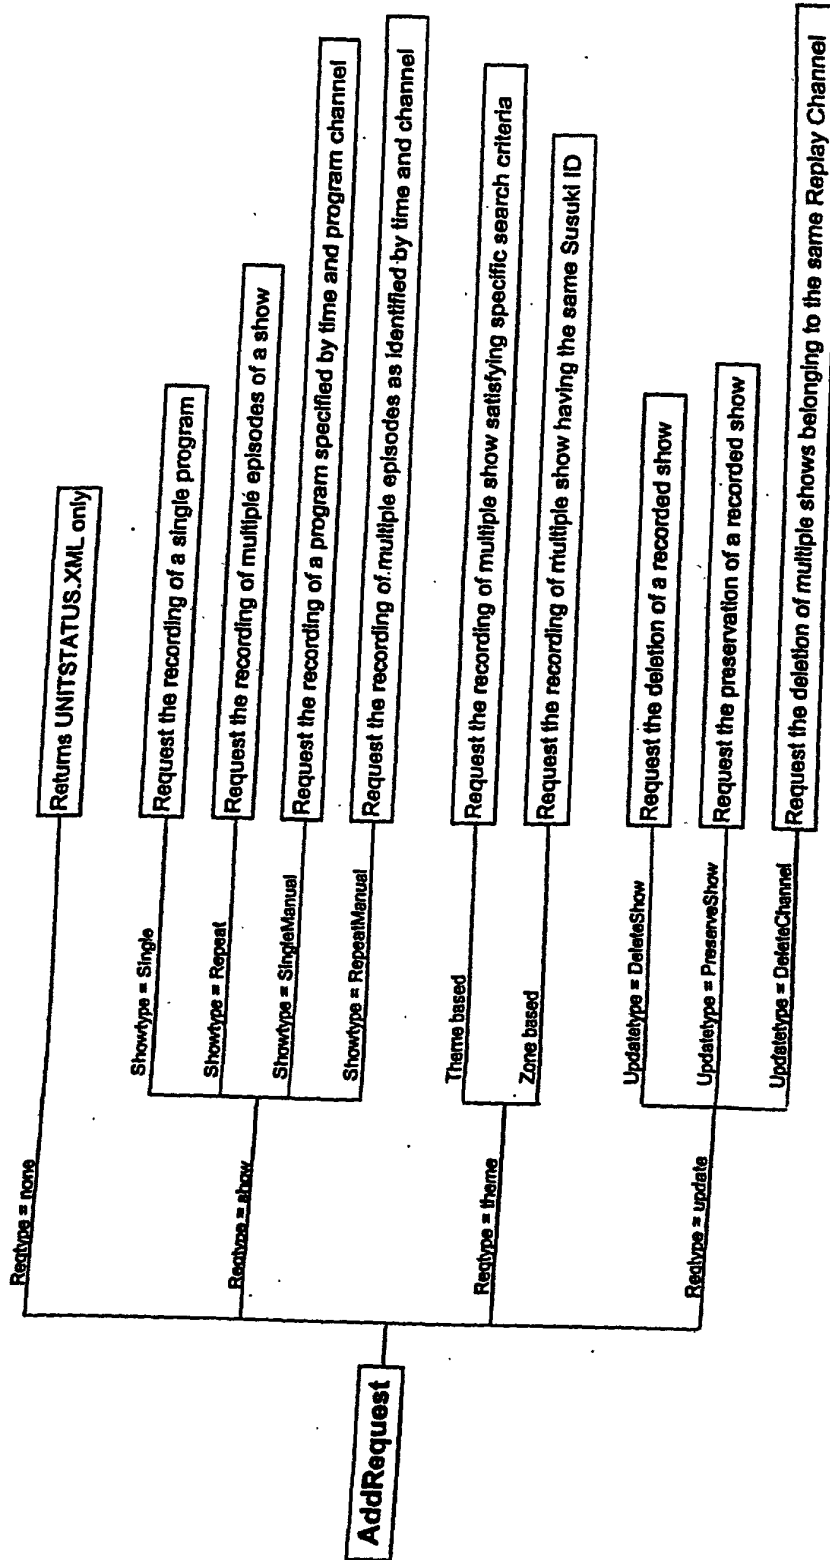 AddRequest
Reqtype = none
Returns UNITSTATUS.XML only
Reqtype = show
Showtype = Single
Request the recording of a single program
Showtype = Repeat
Request the recording of multiple episodes of a show
Showtype = SingleManual
Request the recording of a program specified by time and program channel
Showtype = RepeatManual
Request the recording of multiple episodes as identified by time and channel
Reqtype = theme
Theme based
Request the recording of multiple show satisfying specific search criteria
Zone based
Request the recording of multiple show having the same Susuki ID
Reqtype = update
Updatetype = DeleteShow
Request the deletion of a recorded show
Updatetype = PreserveShow
Request the preservation of a recorded show
Updatetype = DeleteChannel
Request the deletion of multiple shows belonging to the same Replay Channel